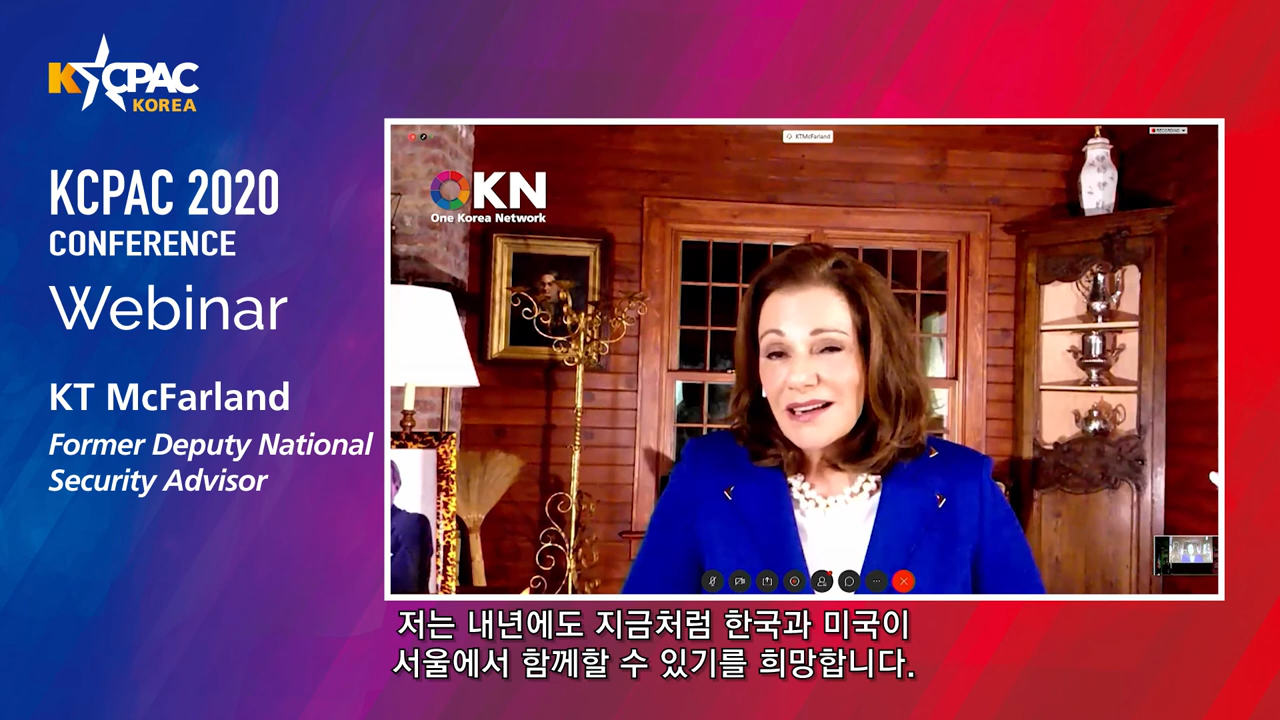 K CPAC
KOREA
KCPAC 2020
CONFERENCE
Webinar
KT McFarland
Former Deputy National
Security Advisor
KTMcFarland
OKN
One Korea Network
저는 내년에도 지금처럼 한국과 미국이
서울에서 함께할 수 있기를 희망합니다.